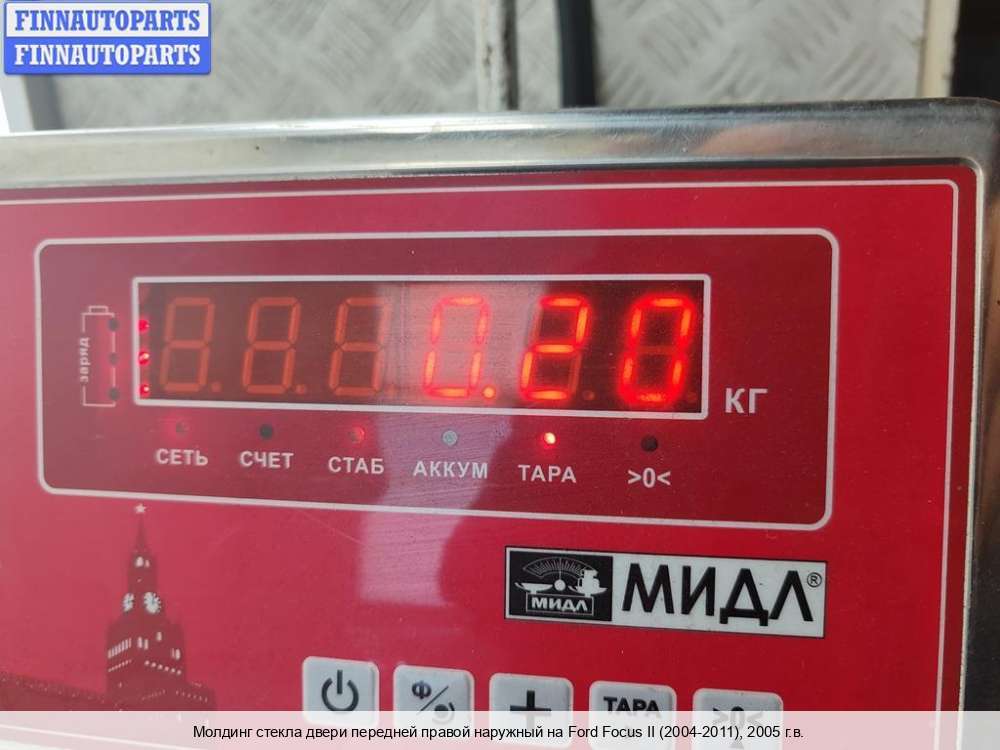 FINNAUTOPARTS
FINNAUTOPARTS
заряд
0.20
КГ
СЕТЬ СЧЕТ СТАБ АККУМ ТАРА >0<
МИДЛ
МИДЛ®
Ф
ТАРА
>0<
Молдинг стекла двери передней правой наружный на Ford Focus II (2004-2011), 2005 г.в.